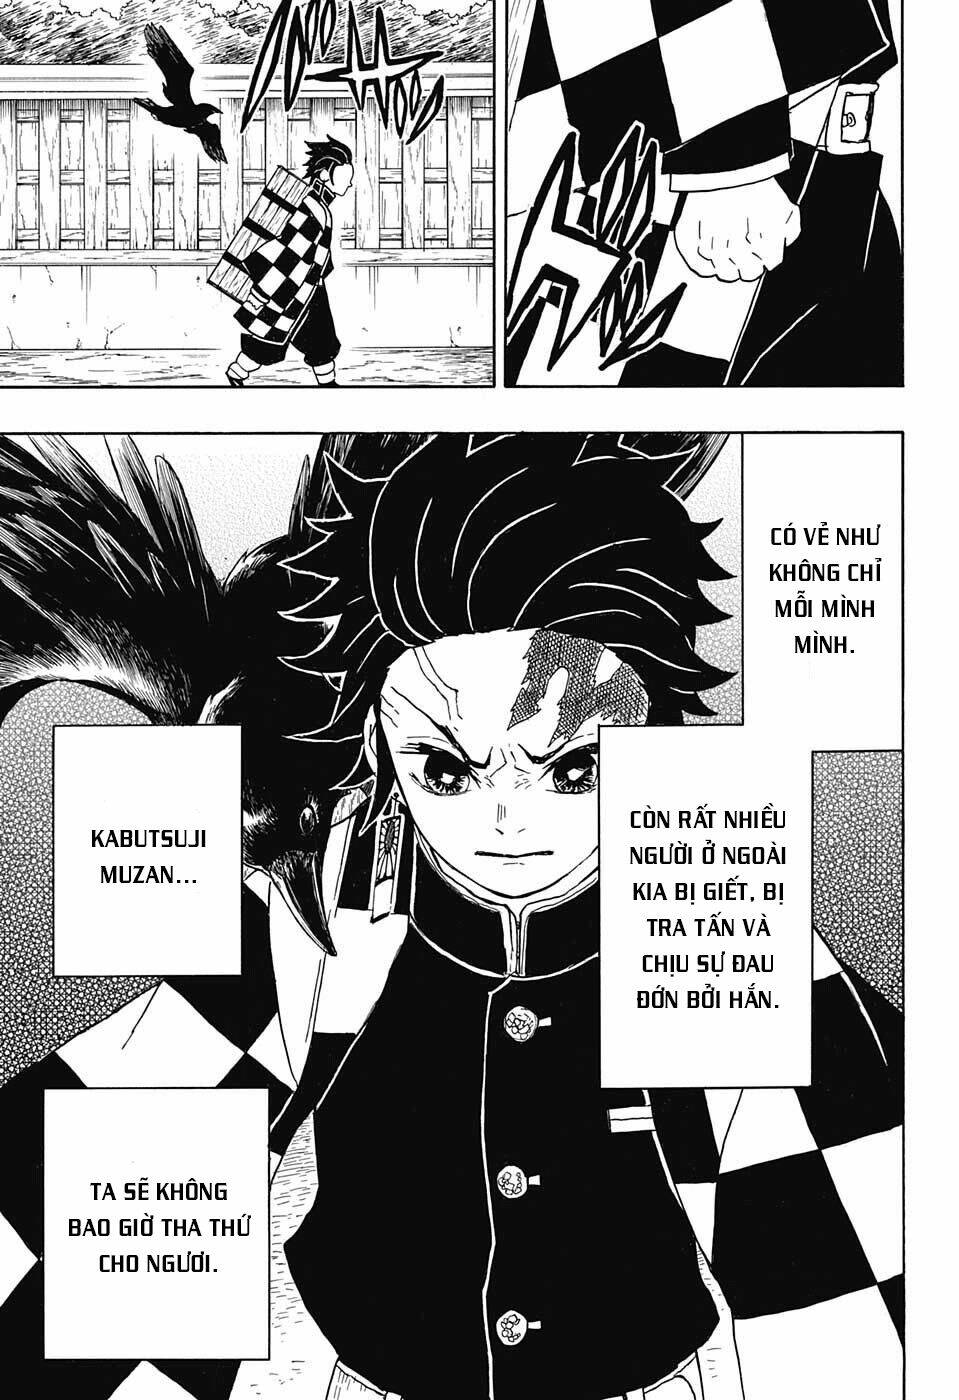 CÓ VẺ NHƯ
KHÔNG CHỈ
MỖI MÌNH
MÌNH.
CÒN RẤT NHIỀU
NGƯỜI Ở NGOÀI
KIA BỊ GIẾT, BỊ
TRA TẤN VÀ
CHỊU SỰ ĐAU
ĐỚN BỞI HẮN.
KABUTSUJI
MUZAN...
TA SẼ KHÔNG
BAO GIỜ THA THỨ
CHO NGƯƠI.